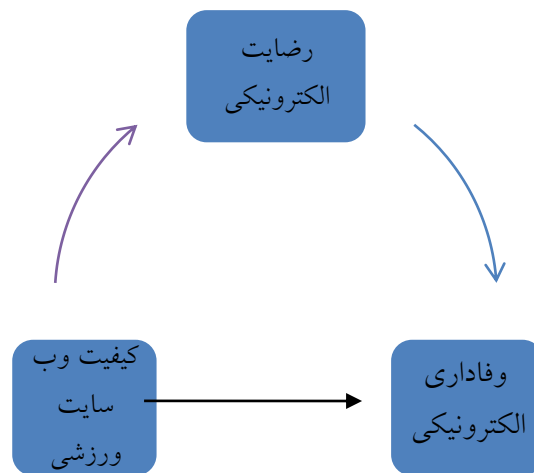 رضایت
الکترونیکی
کیفیت وب
سایت
ورزشی
وفاداری
الکترونیکی